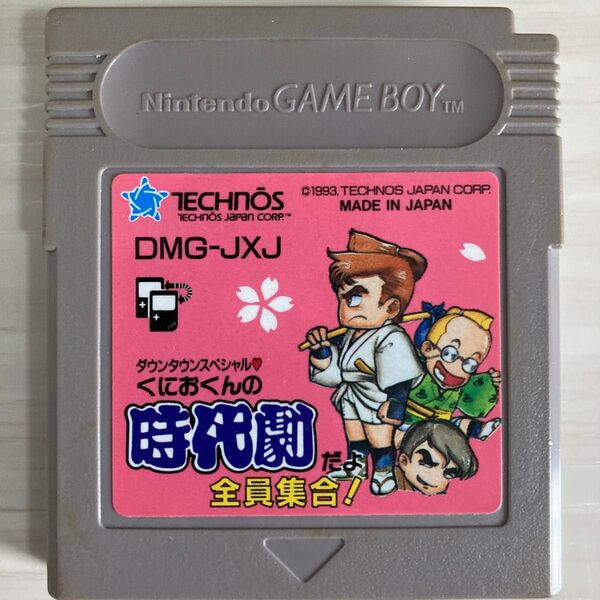 Nintendo GAME BOY TM
TECHNŌS
TECHNŌS JAPAN CORP.™
©1993. TECHNOS JAPAN CORP.
MADE IN JAPAN
DMG-JXJ
ダウンタウンスペシャル♥
くにおくんの
時代劇だよ
全員集合!